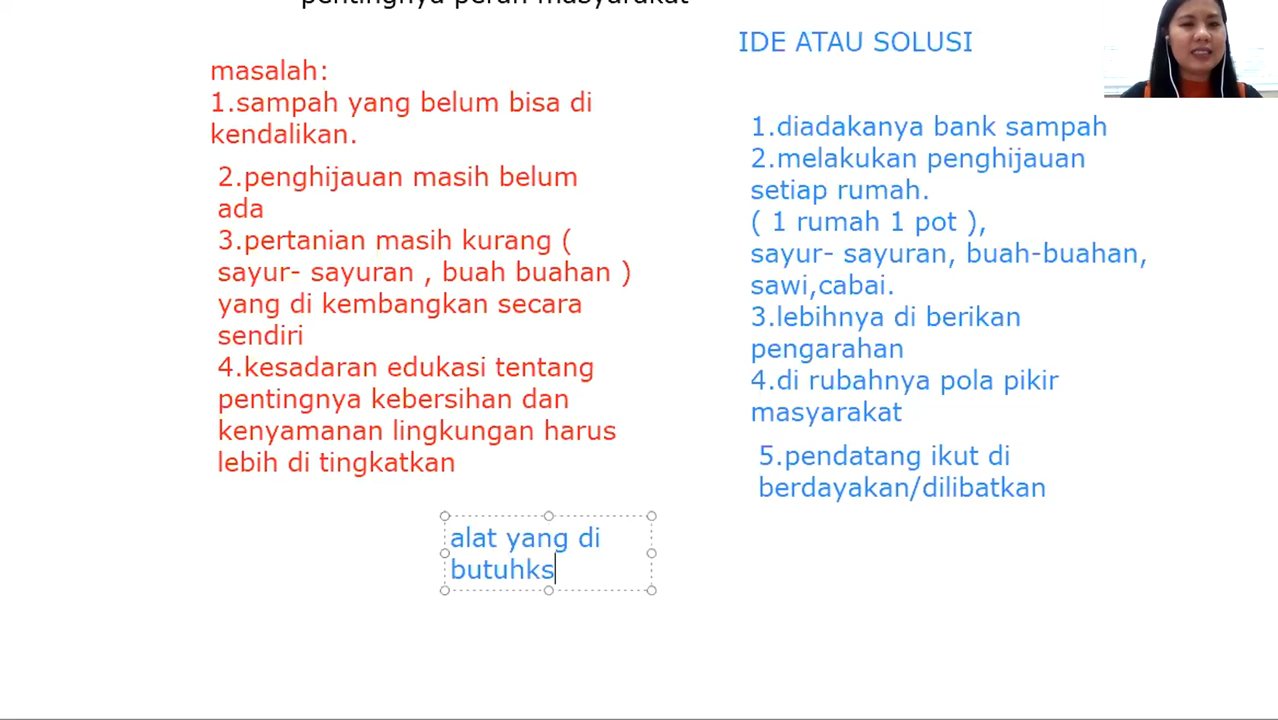 pentingnya peran masyarakat
masalah:
1.sampah yang belum bisa di
kendalikan.
2.penghijauan masih belum
ada
3.pertanian masih kurang (
sayur- sayuran , buah buahan )
yang di kembangkan secara
sendiri
4.kesadaran edukasi tentang
pentingnya kebersihan dan
kenyamanan lingkungan harus
lebih di tingkatkan
IDE ATAU SOLUSI
1.diadakanya bank sampah
2.melakukan penghijauan
setiap rumah.
( 1 rumah 1 pot ),
sayur- sayuran, buah-buahan,
sawi,cabai.
3.lebihnya di berikan
pengarahan
4.di rubahnya pola pikir
masyarakat
5.pendatang ikut di
berdayakan/dilibatkan
alat yang di
butuhks